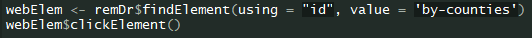 webElem <- remDr$findElement(using = "id", value = 'by-counties')
webElem$clickElement()